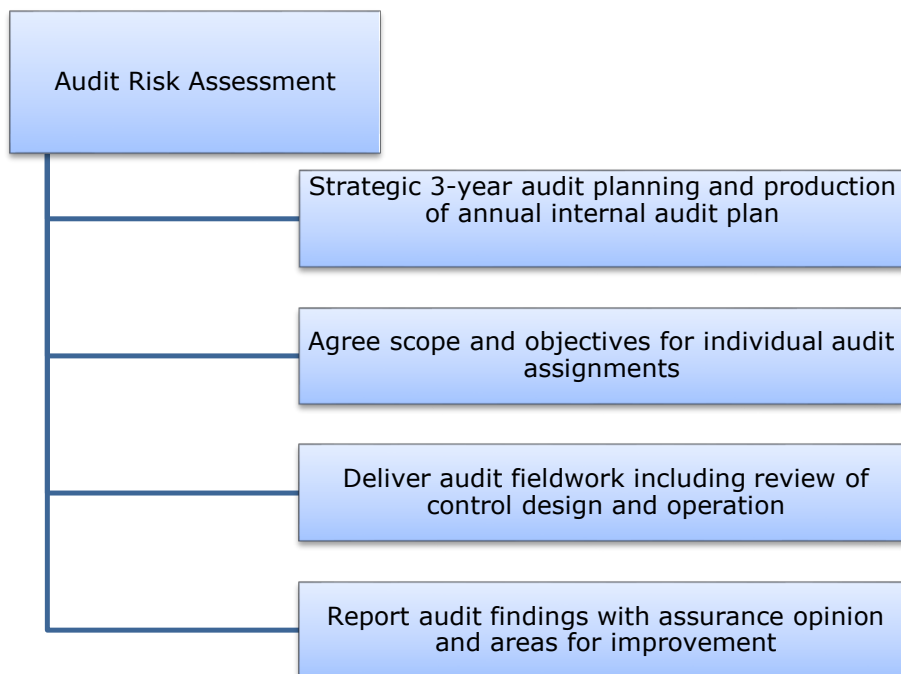 Audit Risk Assessment
Strategic 3-year audit planning and production
of annual internal audit plan
Agree scope and objectives for individual audit
assignments
Deliver audit fieldwork including review of
control design and operation
Report audit findings with assurance opinion
and areas for improvement